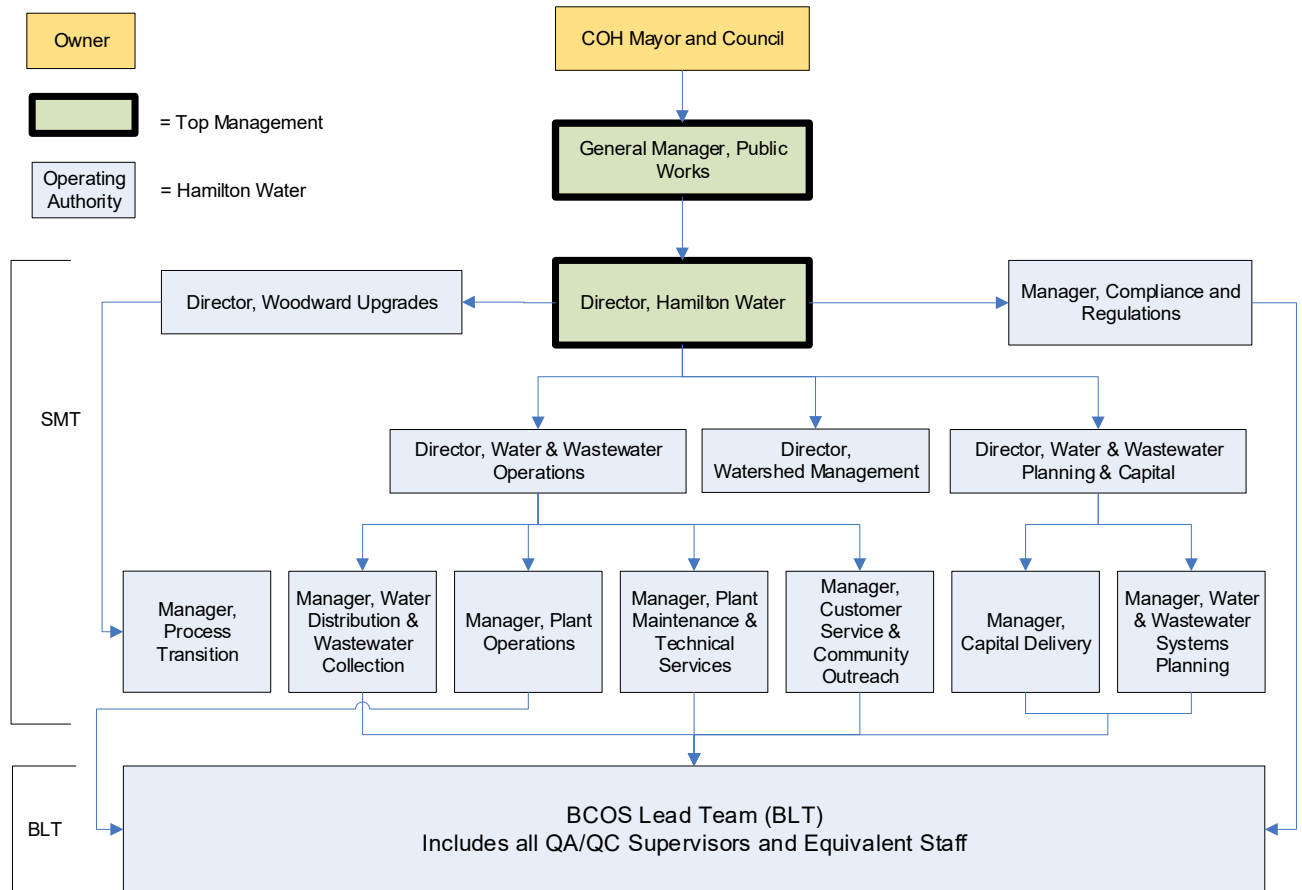 Owner
COH Mayor and Council
= Top Management
General Manager, Public
Works
Operating
Authority
= Hamilton Water
SMT
Director, Woodward Upgrades
Director, Hamilton Water
Manager, Compliance and
Regulations
Director, Water & Wastewater
Operations
Director,
Watershed Management
Director, Water & Wastewater
Planning & Capital
Manager,
Process
Transition
Manager, Water
Distribution &
Wastewater
Collection
Manager, Plant
Operations
Manager, Plant
Maintenance &
Technical
Services
Manager,
Customer
Service &
Community
Outreach
Manager,
Capital Delivery
Manager, Water
& Wastewater
Systems
Planning
BLT
BCOS Lead Team (BLT)
Includes all QA/QC Supervisors and Equivalent Staff